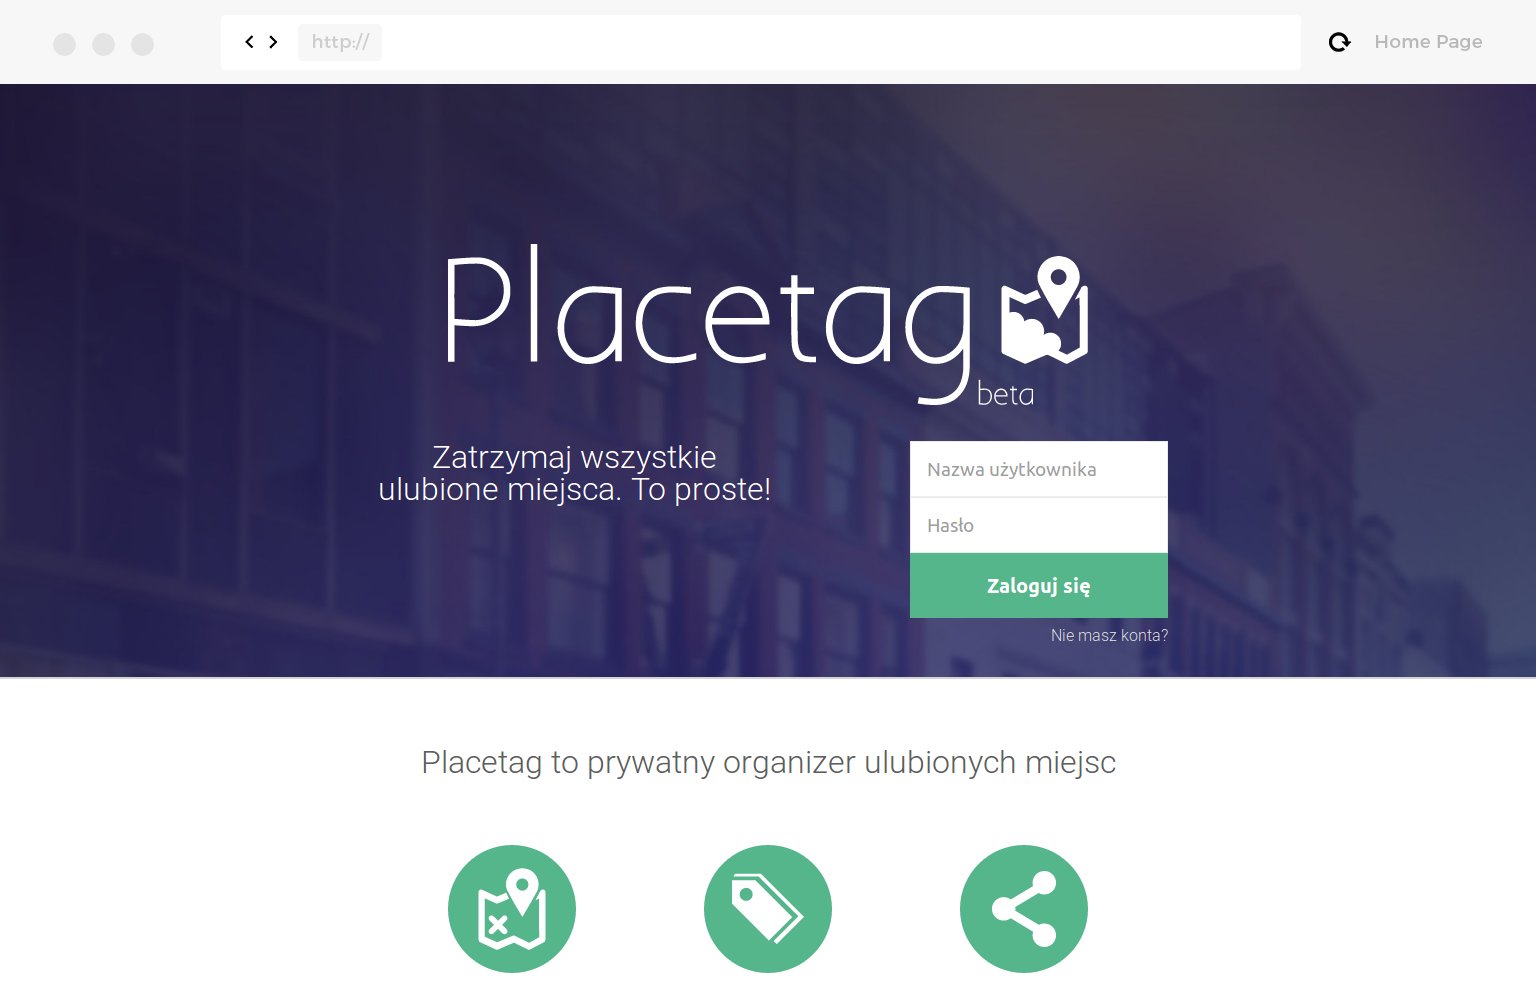 http://
Home Page
Placetag
beta
Zatrzymaj wszystkie
ulubione miejsca. To proste!
Nazwa użytkownika
Hasło
Zaloguj się
Nie masz konta?
Placetag to prywatny organizer ulubionych miejsc